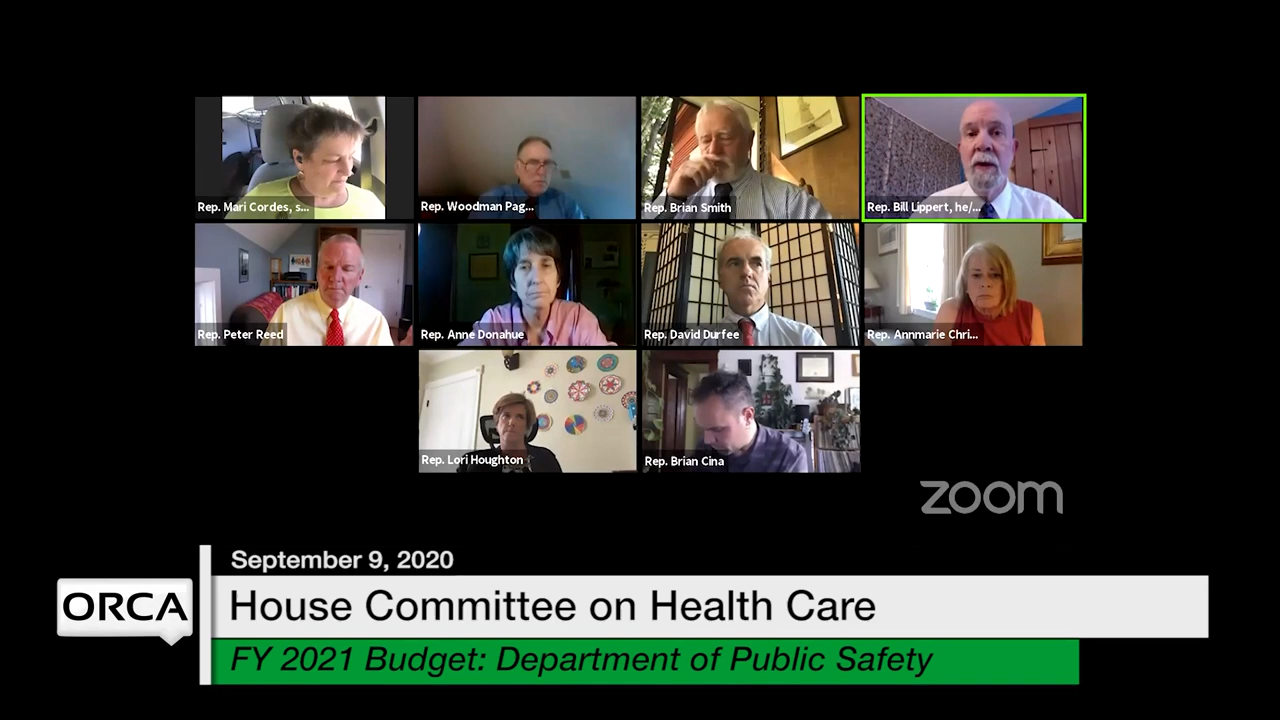 Rep. Mari Cordes, s...
Rep. Woodman Pag...
Rep. Brian Smith
Rep. Bill Lippert, he/...
Rep. Peter Reed
Rep. Anne Donahue
Rep. David Durfee
Rep. Annmarie Chri...
Rep. Lori Houghton
Rep. Brian Cina
zoom
September 9, 2020
ORCA
House Committee on Health Care
FY 2021 Budget: Department of Public Safety